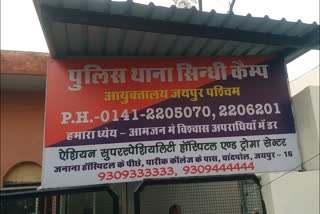 पुलिस थाना सिन्धी कैम्प
आयुक्तालय जयपुर पश्चिम
P.H.-0141-2205070, 2206201
हमारा ध्येय – आमजन में विश्वास अपराधियों में डर
ऐशियन सुपरस्पेशियलिटी हॉस्पिटल एण्ड ट्रोमा सेन्टर
जनाना हॉस्पिटल के पीछे, पारीक कॉलेज के पास, चांदपोल, जयपुर - 16
9309333333, 9309444444